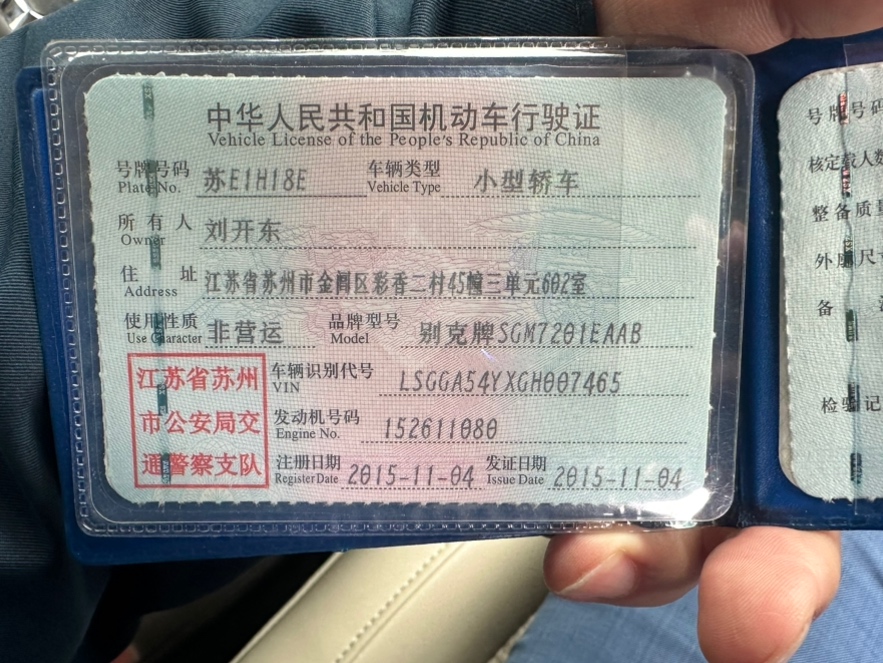 中华人民共和国机动车行驶证
Vehicle License of the People's Republic of China
号牌号码 苏E1H18E 车辆类型 小型轿车
Plate No. Vehicle Type
所有人 刘开东
Owner
住址 江苏省苏州市金阊区彩香二村45幢三单元602室
Address
使用性质 非营运 品牌型号 别克牌SGM7201EAAB
Use Character Model
江苏省苏州
市公安局交
通警察支队
车辆识别代号 LSGGA54YXGH007465
VIN
发动机号码 152611080
Engine No.
注册日期 2015-11-04 发证日期 2015-11-04
Register Date Issue Date
号牌号码
核定载人数
整备质量
外廓尺寸
备
检验记